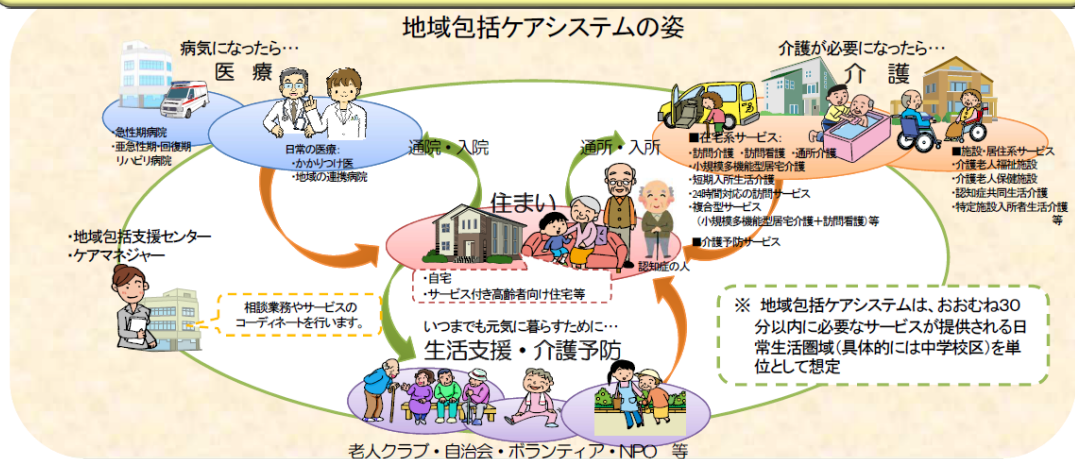 地域包括ケアシステムの姿
病気になったら…
医 療
・急性期病院
・亜急性期・回復期
リハビリ病院
日常の医療:
・かかりつけ医
・地域の連携病院
通院・入院
通所・入所
介護が必要になったら…
介 護
■在宅系サービス:
・訪問介護 ・訪問看護 ・通所介護
・小規模多機能型居宅介護
・短期入所生活介護
・24時間対応の訪問サービス
・複合型サービス
(小規模多機能型居宅介護+訪問看護)等
■介護予防サービス
■施設・居住系サービス
・介護老人福祉施設
・介護老人保健施設
・認知症共同生活介護
・特定施設入所者生活介護
等
住まい
認知症の人
・自宅
・サービス付き高齢者向け住宅等
・地域包括支援センター
・ケアマネジャー
相談業務やサービスの
コーディネートを行います。
いつまでも元気に暮らすために…
生活支援・介護予防
老人クラブ・自治会・ボランティア・NPO 等
※ 地域包括ケアシステムは、おおむね30
分以内に必要なサービスが提供される日
常生活圏域(具体的には中学校区)を単
位として想定